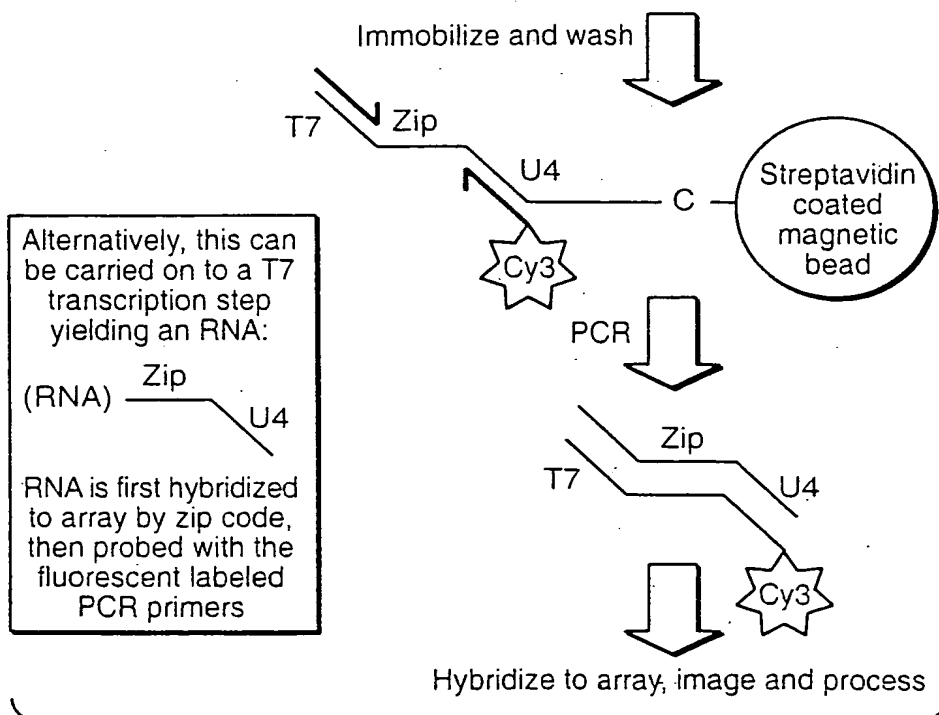 Immobilize and wash
T7
Zip
U4
C
Streptavidin
coated
magnetic
bead
Cy3
Alternatively, this can
be carried on to a T7
transcription step
yielding an RNA:
Zip
(RNA)
U4
RNA is first hybridized
to array by zip code,
then probed with the
fluorescent labeled
PCR primers
PCR
Zip
T7
U4
Cy3
Hybridize to array, image and process